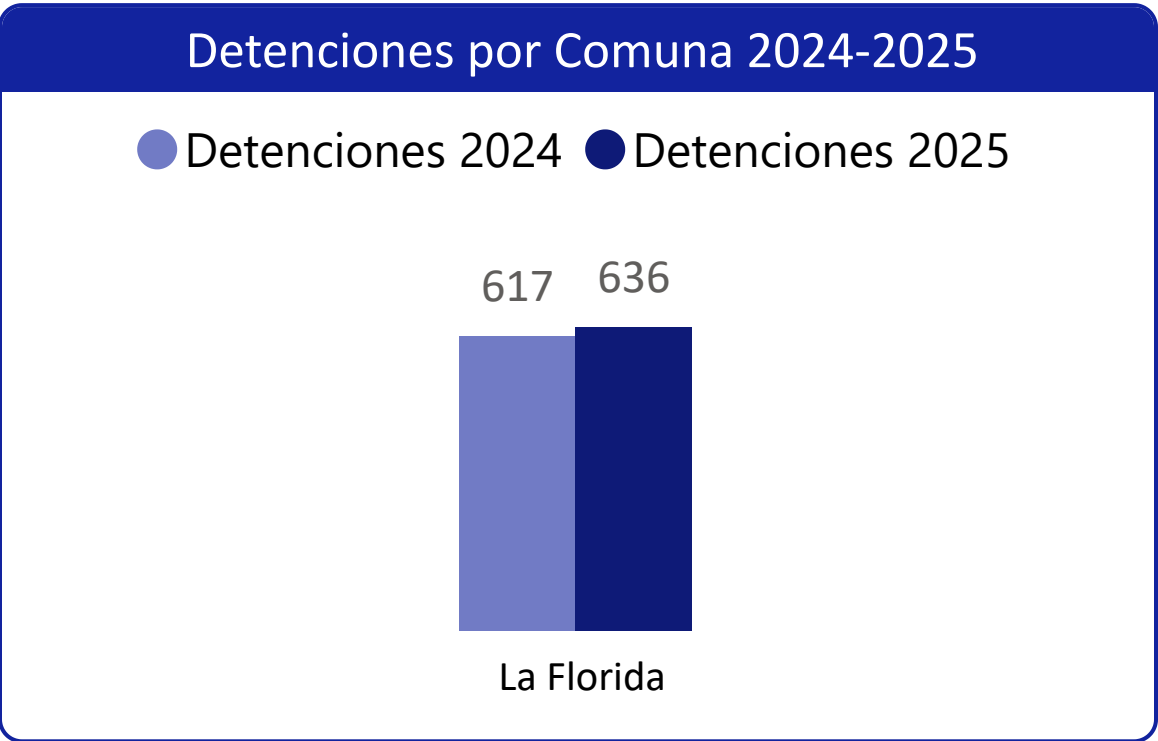 Detenciones por Comuna 2024-2025
Detenciones 2024 Detenciones 2025
617 636
La Florida